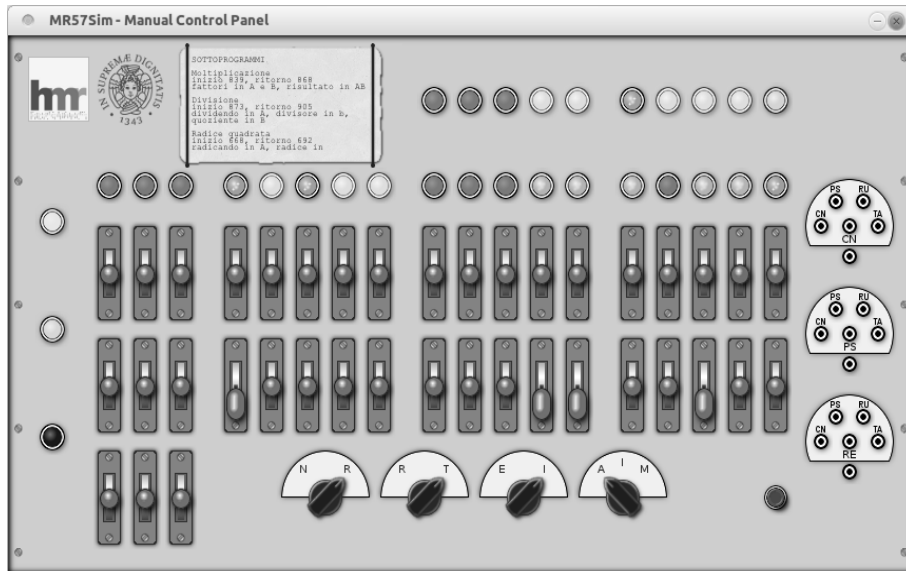 MR57Sim - Manual Control Panel
hmr
IN SUPREMÆ DIGNITATIS
· 1343 ·
SOTTOPROGRAMMI
Moltiplicazione
inizio 839, ritorno 868
fattori in A e B, risultato in AB
Divisione
inizio 873, ritorno 905
dividendo in A, divisore in b,
quoziente in B
Radice quadrata
inizio 668, ritorno 692
radicando in A, radice in
PS RU
CN TA
CN
PS RU
CN TA
PS
PS RU
CN TA
RE
N R R T E I A I M